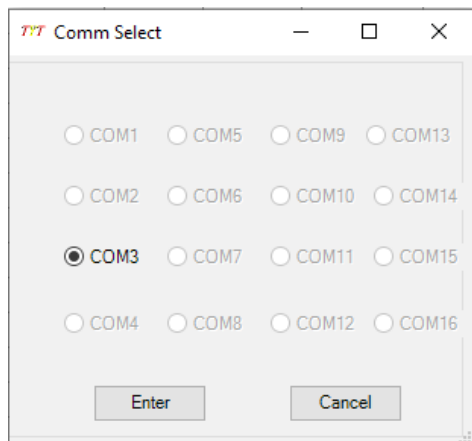 TYT Comm Select
COM1 COM5 COM9 COM13
COM2 COM6 COM10 COM14
COM3 COM7 COM11 COM15
COM4 COM8 COM12 COM16
Enter Cancel